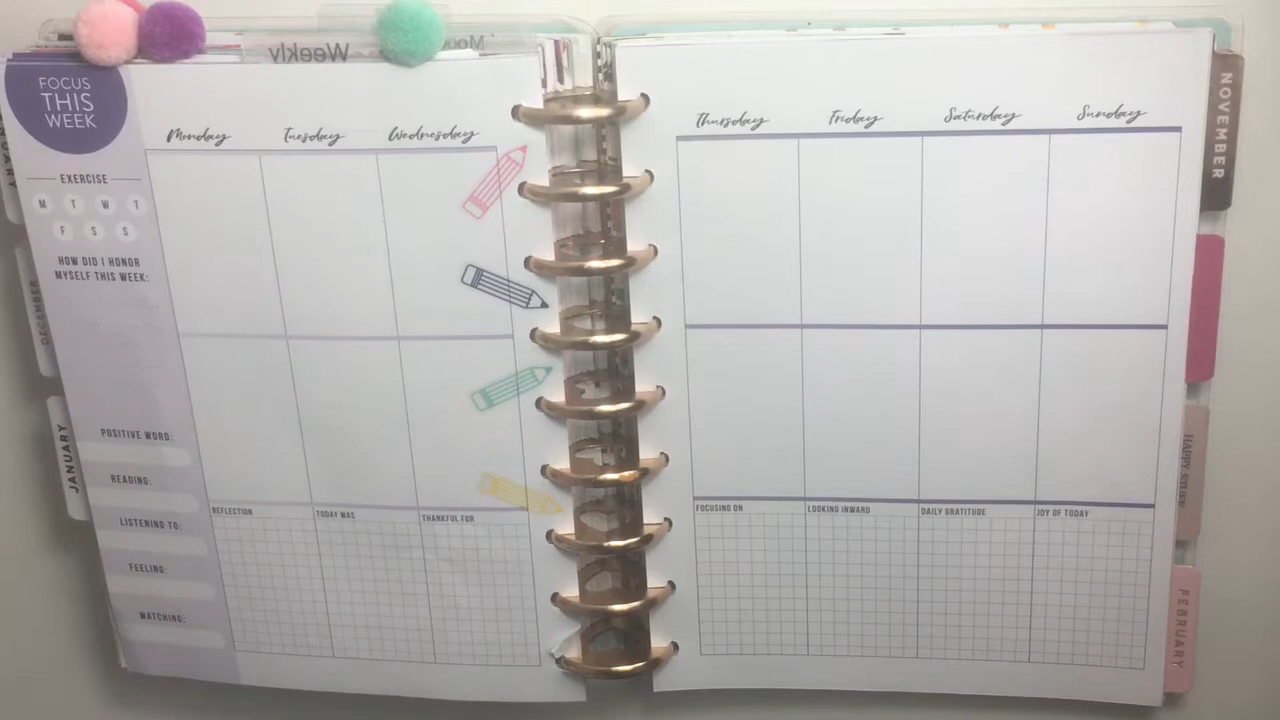 Weekly
FOCUS
THIS
WEEK
Monday Tuesday Wednesday
EXERCISE
M T W T
F S S
HOW DID I HONOR
MYSELF THIS WEEK:
POSITIVE WORD:
READING:
LISTENING TO:
FEELING:
WATCHING:
REFLECTION TODAY WAS THANKFUL FOR
DECEMBER
JANUARY
Thursday Friday Saturday Sunday
FOCUSING ON LOOKING INWARD DAILY GRATITUDE JOY OF TODAY
NOVEMBER
HAPPY STUFF
FEBRUARY